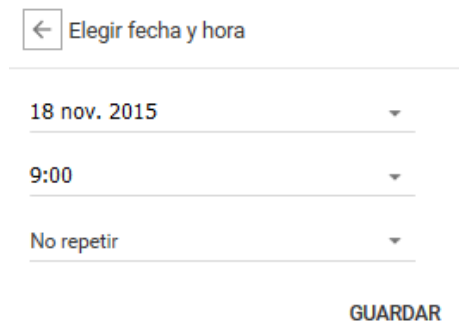 Elegir fecha y hora
18 nov. 2015
9:00
No repetir
GUARDAR